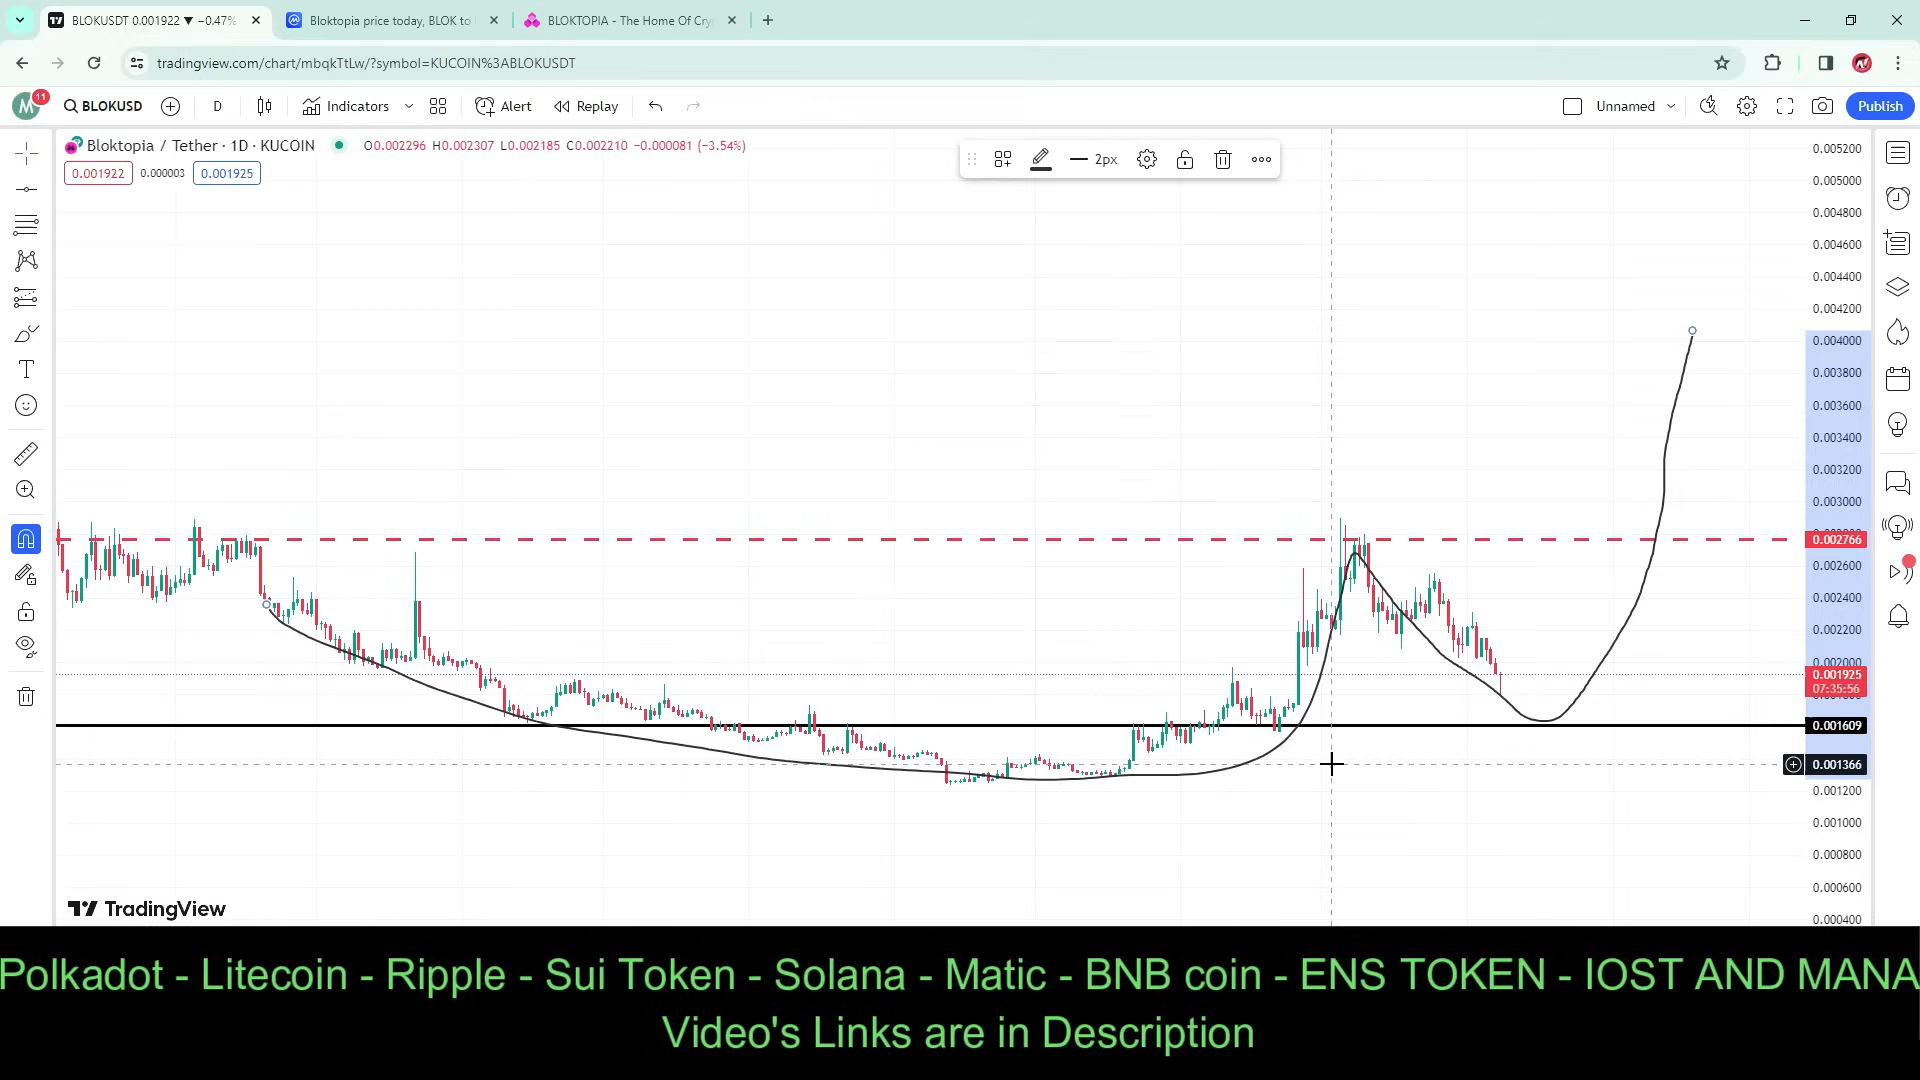 BLOKUSDT 0.001922 ▼ −0.47%
Bloktopia price today, BLOK to
BLOKTOPIA - The Home Of Cry
tradingview.com/chart/mbqkTtLw/?symbol=KUCOIN%3ABLOKUSDT
M 11 BLOKUSD D Indicators Alert Replay Unnamed Publish
Bloktopia / Tether · 1D · KUCOIN O0.002296 H0.002307 L0.002185 C0.002210 −0.000081 (−3.54%)
0.001922 0.000003 0.001925
2px
0.005200
0.005000
0.004800
0.004600
0.004400
0.004200
0.004000
0.003800
0.003600
0.003400
0.003200
0.003000
0.002766
0.002600
0.002400
0.002200
0.002000
0.001925
07:35:56
0.001609
0.001366
0.001200
0.001000
0.000800
0.000600
0.000400
TradingView
Polkadot - Litecoin - Ripple - Sui Token - Solana - Matic - BNB coin - ENS TOKEN - IOST AND MANA
Video's Links are in Description